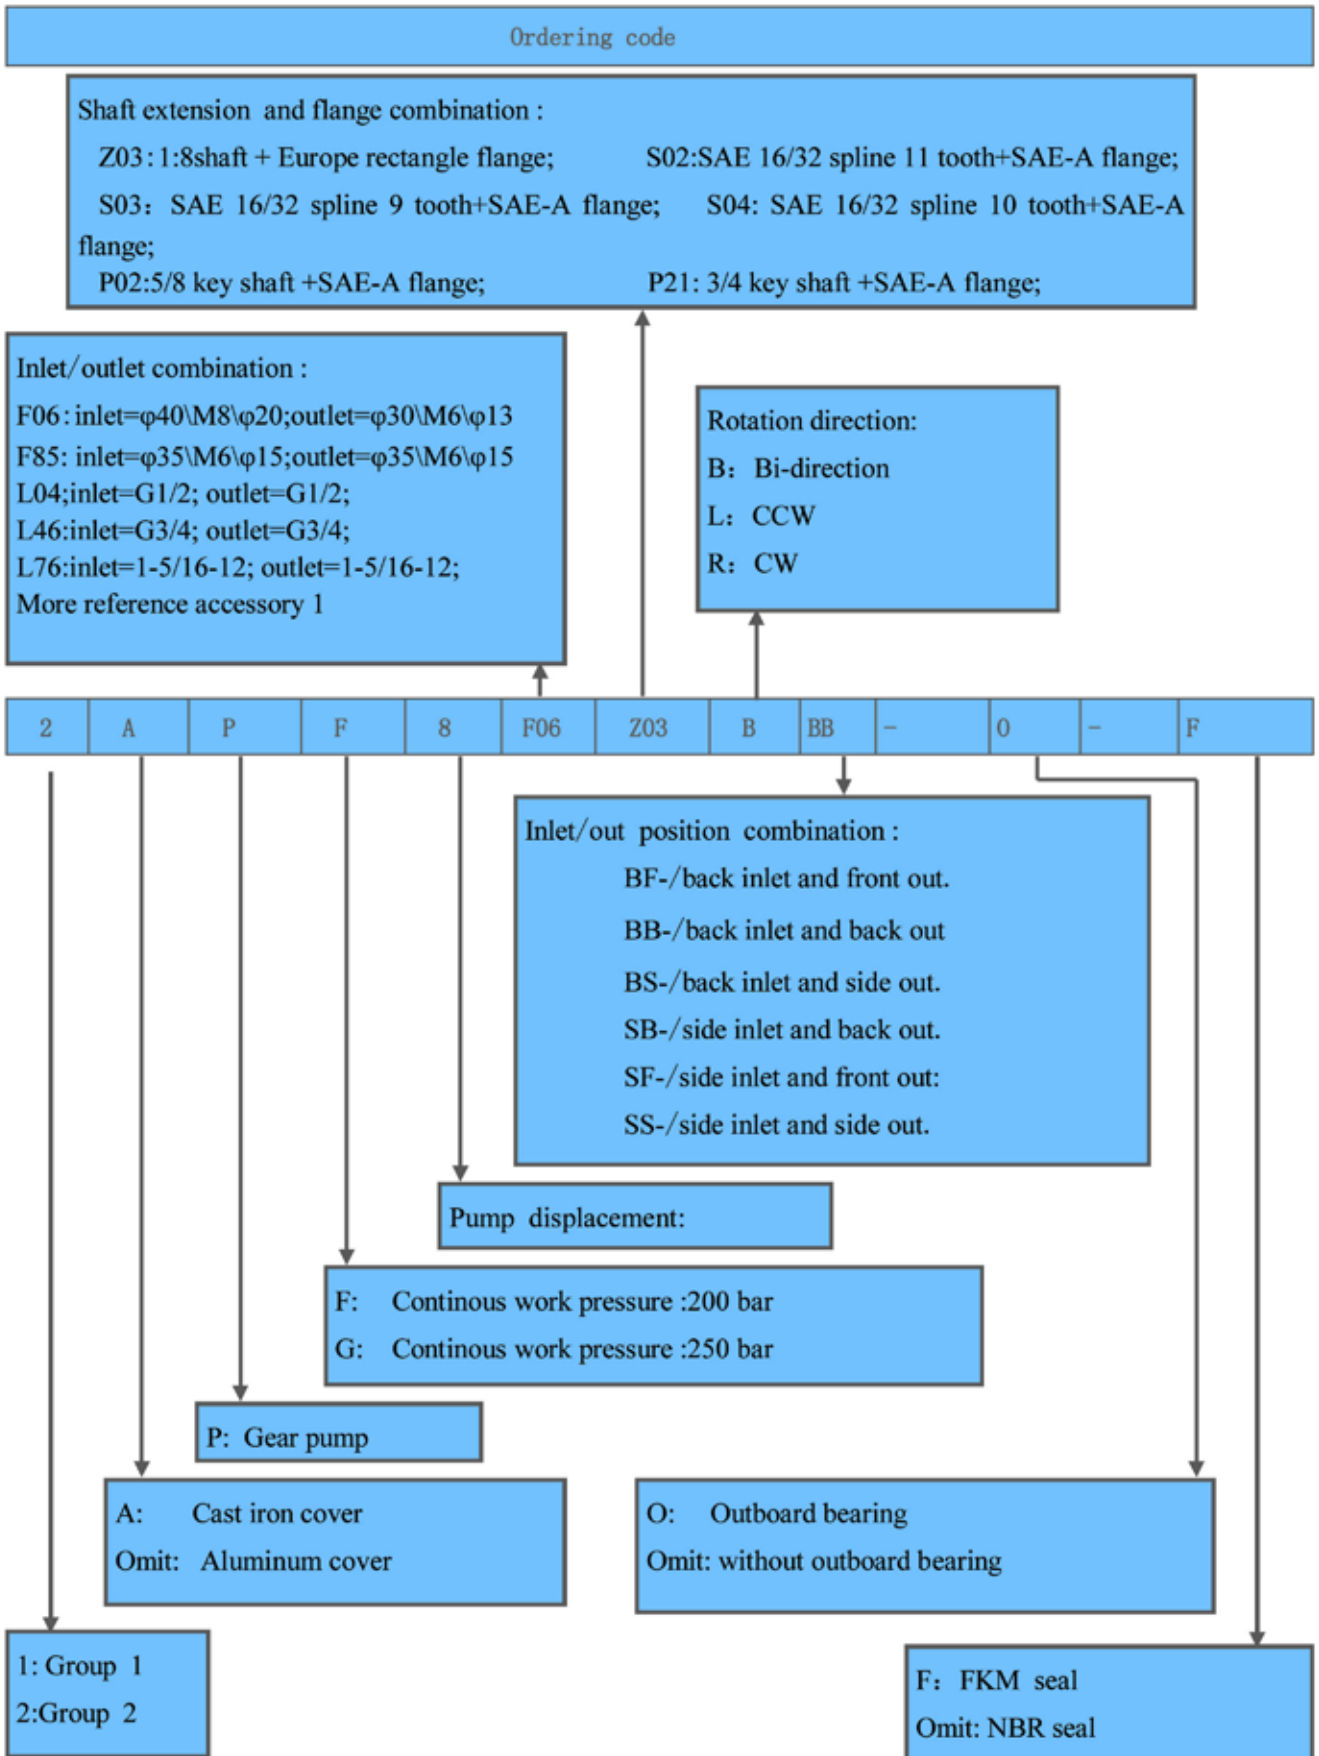 Ordering code
Shaft extension and flange combination :
Z03:1:8shaft + Europe rectangle flange; S02:SAE 16/32 spline 11 tooth+SAE-A flange;
S03: SAE 16/32 spline 9 tooth+SAE-A flange; S04: SAE 16/32 spline 10 tooth+SAE-A
flange;
P02:5/8 key shaft +SAE-A flange; P21: 3/4 key shaft +SAE-A flange;
Inlet/outlet combination :
F06:inlet=φ40\M8\φ20;outlet=φ30\M6\φ13
F85: inlet=φ35\M6\φ15;outlet=φ35\M6\φ15
L04;inlet=G1/2; outlet=G1/2;
L46:inlet=G3/4; outlet=G3/4;
L76:inlet=1-5/16-12; outlet=1-5/16-12;
More reference accessory 1
Rotation direction:
B: Bi-direction
L: CCW
R: CW
2 A P F 8 F06 Z03 B BB - O - F
Inlet/out position combination :
BF-/back inlet and front out.
BB-/back inlet and back out
BS-/back inlet and side out.
SB-/side inlet and back out.
SF-/side inlet and front out:
SS-/side inlet and side out.
Pump displacement:
F: Continous work pressure :200 bar
G: Continous work pressure :250 bar
P: Gear pump
A: Cast iron cover
Omit: Aluminum cover
O: Outboard bearing
Omit: without outboard bearing
1: Group 1
2:Group 2
F: FKM seal
Omit: NBR seal